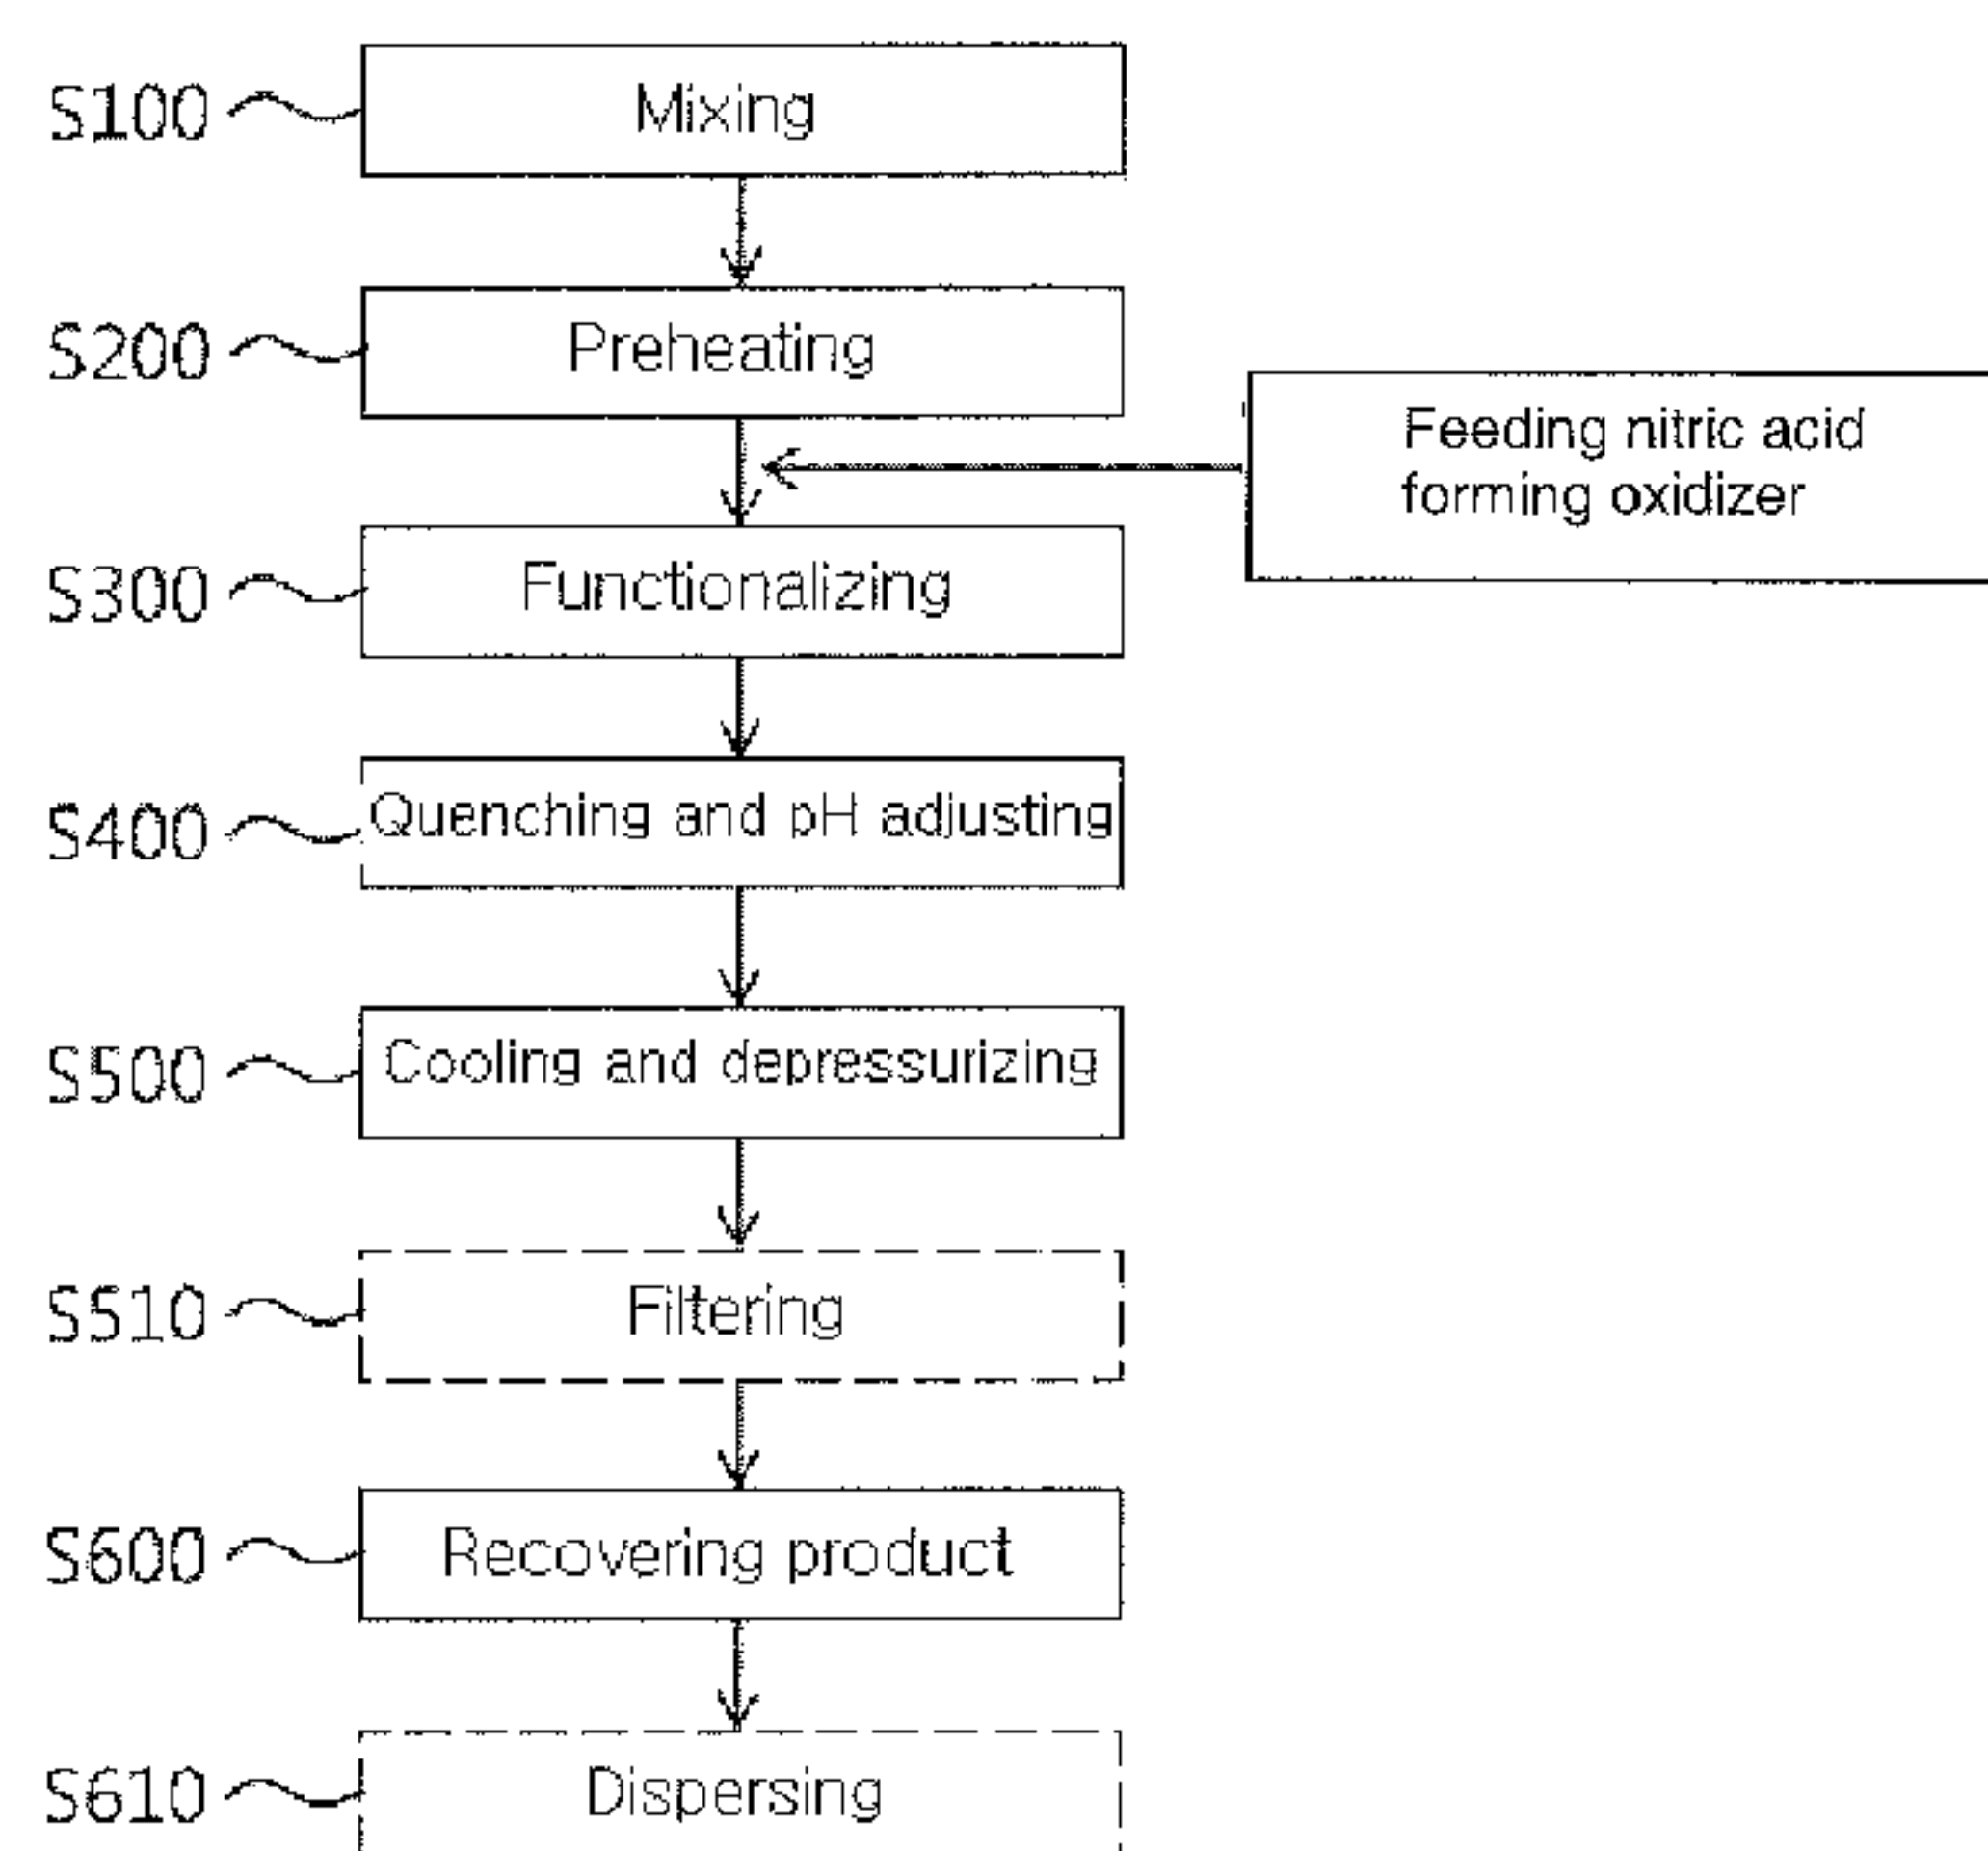 S100 Mixing
S200 Preheating
Feeding nitric acid
forming oxidizer
S300 Functionalizing
S400 Quenching and pH adjusting
S500 Cooling and depressurizing
S510 Filtering
S600 Recovering product
S610 Dispersing